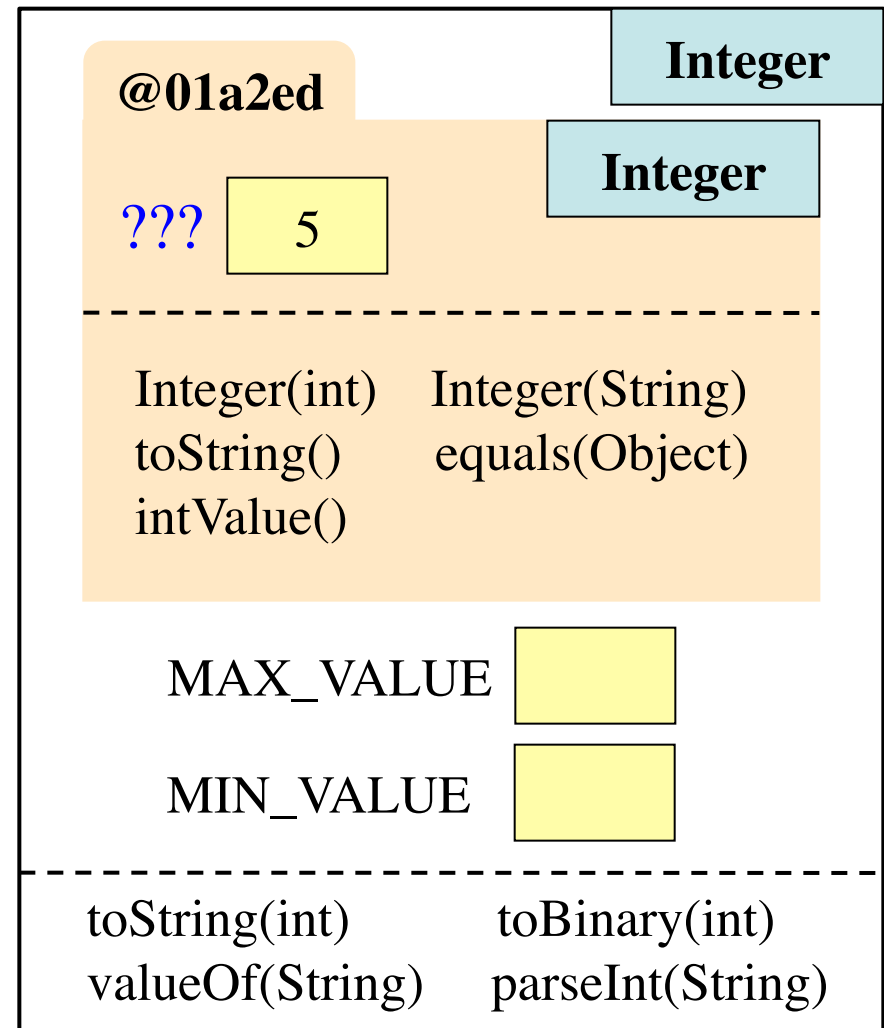 Integer
@01a2ed
Integer
??? 5
Integer(int) Integer(String)
toString() equals(Object)
intValue()
MAX_VALUE
MIN_VALUE
toString(int) toBinary(int)
valueOf(String) parseInt(String)